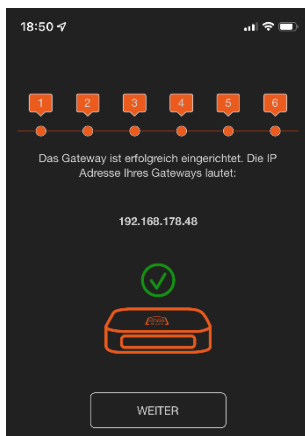 18:50
1 2 3 4 5 6
Das Gateway ist erfolgreich eingerichtet. Die IP
Adresse Ihres Gateways lautet:
192.168.178.48
WEITER